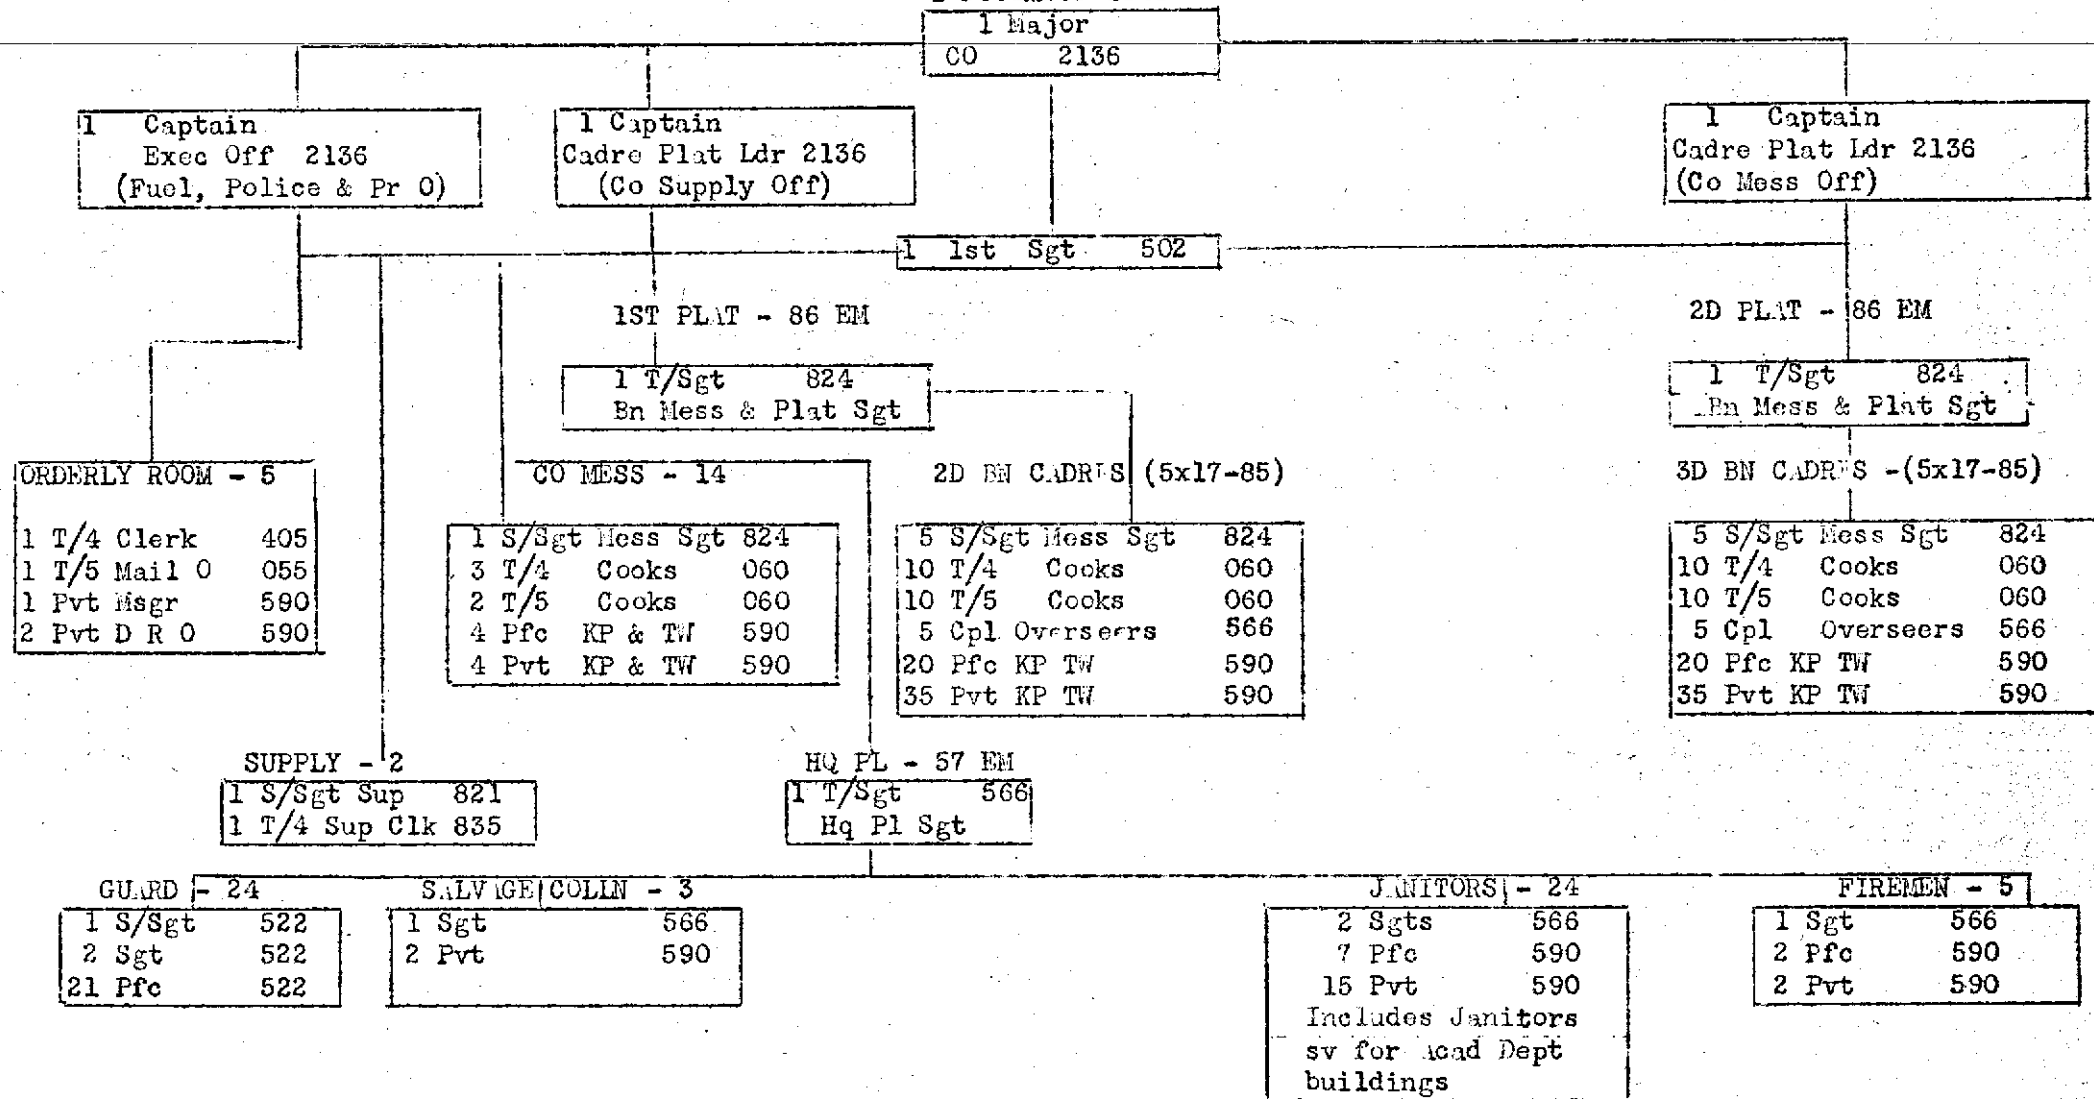 1 Major
CO 2136
1 Captain
Exec Off 2136
(Fuel, Police & Pr O)
1 Captain
Cadre Plat Ldr 2136
(Co Supply Off)
1 Captain
Cadre Plat Ldr 2136
(Co Mess Off)
1 1st Sgt 502
1ST PLAT - 86 EM
1 T/Sgt 824
Bn Mess & Plat Sgt
2D PLAT - 86 EM
1 T/Sgt 824
Bn Mess & Plat Sgt
ORDERLY ROOM - 5
1 T/4 Clerk 405
1 T/5 Mail O 055
1 Pvt Msgr 590
2 Pvt D R O 590
CO MESS - 14
1 S/Sgt Mess Sgt 824
3 T/4 Cooks 060
2 T/5 Cooks 060
4 Pfc KP & TW 590
4 Pvt KP & TW 590
2D BN CADRES (5x17-85)
5 S/Sgt Mess Sgt 824
10 T/4 Cooks 060
10 T/5 Cooks 060
5 Cpl Overseers 566
20 Pfc KP TW 590
35 Pvt KP TW 590
3D BN CADRES -(5x17-85)
5 S/Sgt Mess Sgt 824
10 T/4 Cooks 060
10 T/5 Cooks 060
5 Cpl Overseers 566
20 Pfc KP TW 590
35 Pvt KP TW 590
SUPPLY - 2
1 S/Sgt Sup 821
1 T/4 Sup Clk 835
HQ PL - 57 EM
1 T/Sgt 566
Hq Pl Sgt
GUARD - 24
1 S/Sgt 522
2 Sgt 522
21 Pfc 522
SALVAGE COLLN - 3
1 Sgt 566
2 Pvt 590
JANITORS - 24
2 Sgts 566
7 Pfc 590
15 Pvt 590
Includes Janitors
sv for Acad Dept
buildings
FIREMEN - 5
1 Sgt 566
2 Pfc 590
2 Pvt 590